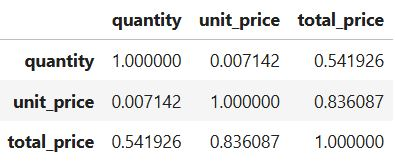 quantity unit_price total_price
quantity 1.000000 0.007142 0.541926
unit_price 0.007142 1.000000 0.836087
total_price 0.541926 0.836087 1.000000